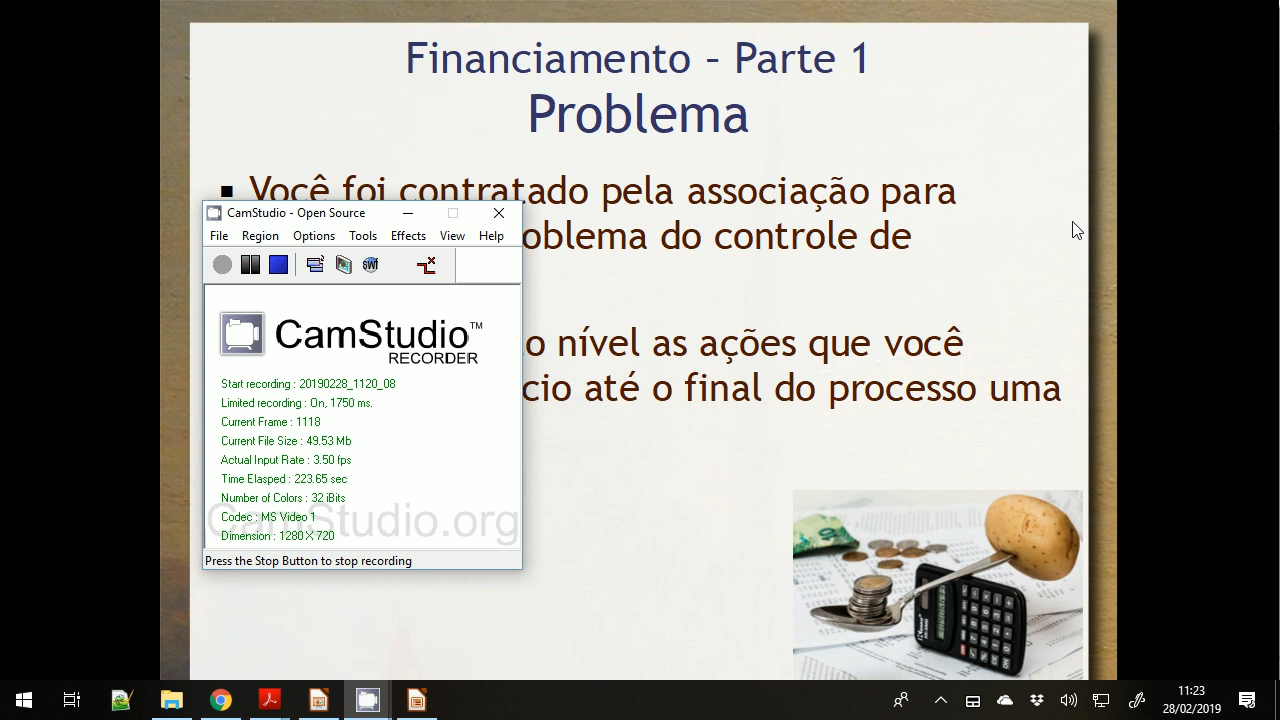 Financiamento – Parte 1
Problema
▪ Você foi contratado pela associação para
oblema do controle de
o nível as ações que você
cio até o final do processo uma
CamStudio - Open Source
File Region Options Tools Effects View Help
SWF
CamStudio™
RECORDER
Start recording : 20190228_1120_08
Limited recording : On, 1750 ms.
Current Frame : 1118
Current File Size : 49.53 Mb
Actual Input Rate : 3.50 fps
Time Elasped : 223.65 sec
Number of Colors : 32 iBits
Codec : MS Video 1
CamStudio.org
Dimension : 1280 X 720
Press the Stop Button to stop recording
11:23
28/02/2019